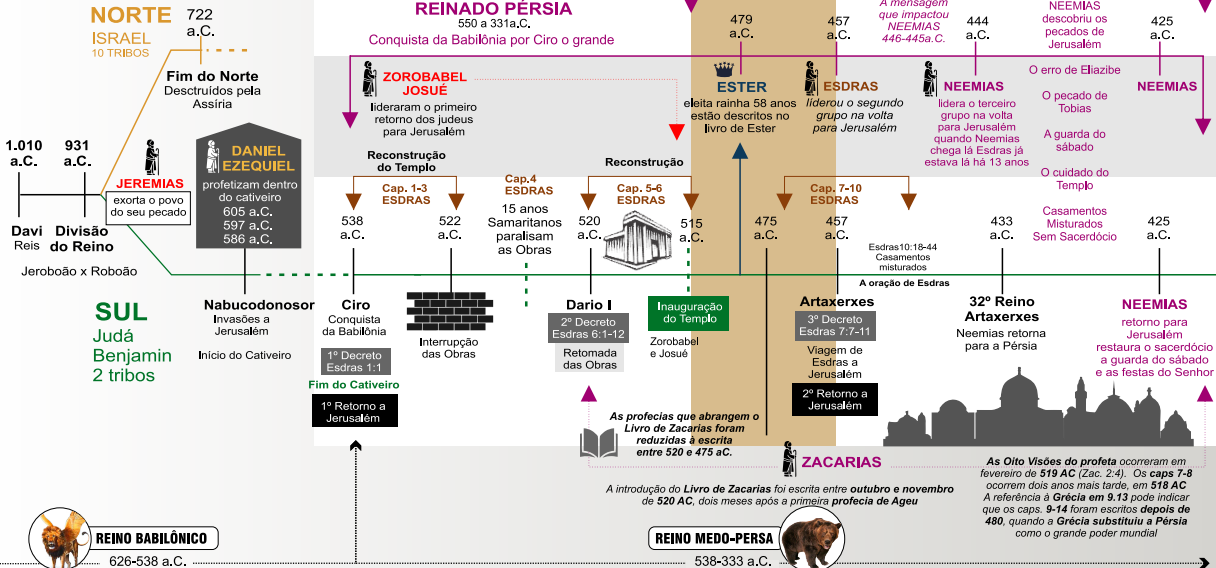 NORTE
ISRAEL
10 TRIBOS
722
a.C.
Fim do Norte
Desctruídos pela
Assíria
REINADO PÉRSIA
550 a 331a.C.
Conquista da Babilônia por Ciro o grande
479
a.C.
457
a.C.
A mensagem
que impactou
NEEMIAS
446-445a.C.
444
a.C.
NEEMIAS
descobriu os
pecados de
Jerusalém
425
a.C.
ZOROBABEL
JOSUÉ
lideraram o primeiro
retorno dos judeus
para Jerusalém
ESTER
eleita rainha 58 anos
estão descritos no
livro de Ester
ESDRAS
liderou o segundo
grupo na volta
para Jerusalém
NEEMIAS
lidera o terceiro
grupo na volta
para Jerusalém
quando Neemias
chega lá Esdras já
estava lá há 13 anos
O erro de Eliazibe
O pecado de
Tobias
A guarda do
sábado
O cuidado do
Templo
Casamentos
Misturados
Sem Sacerdócio
NEEMIAS
1.010
a.C.
931
a.C.
JEREMIAS
exorta o povo
do seu pecado
DANIEL
EZEQUIEL
profetizam dentro
do cativeiro
605 a.C.
597 a.C.
586 a.C.
Davi
Reis
Divisão
do Reino
Jeroboão x Roboão
Reconstrução
do Templo
Cap. 1-3
ESDRAS
Cap.4
ESDRAS
15 anos
Samaritanos
paralisam
as Obras
Reconstrução
Cap. 5-6
ESDRAS
Cap. 7-10
ESDRAS
538
a.C.
522
a.C.
520
a.C.
515
a.C.
475
a.C.
457
a.C.
Esdras10:18-44
Casamentos
misturados
A oração de Esdras
433
a.C.
425
a.C.
SUL
Judá
Benjamin
2 tribos
Nabucodonosor
Invasões a
Jerusalém
Início do Cativeiro
Ciro
Conquista
da Babilônia
1º Decreto
Esdras 1:1
Fim do Cativeiro
1º Retorno a
Jerusalém
Interrupção
das Obras
Dario I
2º Decreto
Esdras 6:1-12
Retomada
das Obras
Inauguração
do Templo
Zorobabel
e Josué
Artaxerxes
3º Decreto
Esdras 7:7-11
Viagem de
Esdras a
Jerusalém
2º Retorno a
Jerusalém
32º Reino
Artaxerxes
Neemias retorna
para a Pérsia
NEEMIAS
retorno para
Jerusalém
restaura o sacerdócio
a guarda do sábado
e as festas do Senhor
As profecias que abrangem o
Livro de Zacarias foram
reduzidas à escrita
entre 520 e 475 aC.
ZACARIAS
A introdução do Livro de Zacarias foi escrita entre outubro e novembro
de 520 AC, dois meses após a primeira profecia de Ageu
As Oito Visões do profeta ocorreram em
fevereiro de 519 AC (Zac. 2:4). Os caps 7-8
ocorrem dois anos mais tarde, em 518 AC
A referência à Grécia em 9.13 pode indicar
que os caps. 9-14 foram escritos depois de
480, quando a Grécia substituiu a Pérsia
como o grande poder mundial
REINO BABILÔNICO
626-538 a.C.
REINO MEDO-PERSA
538-333 a.C.